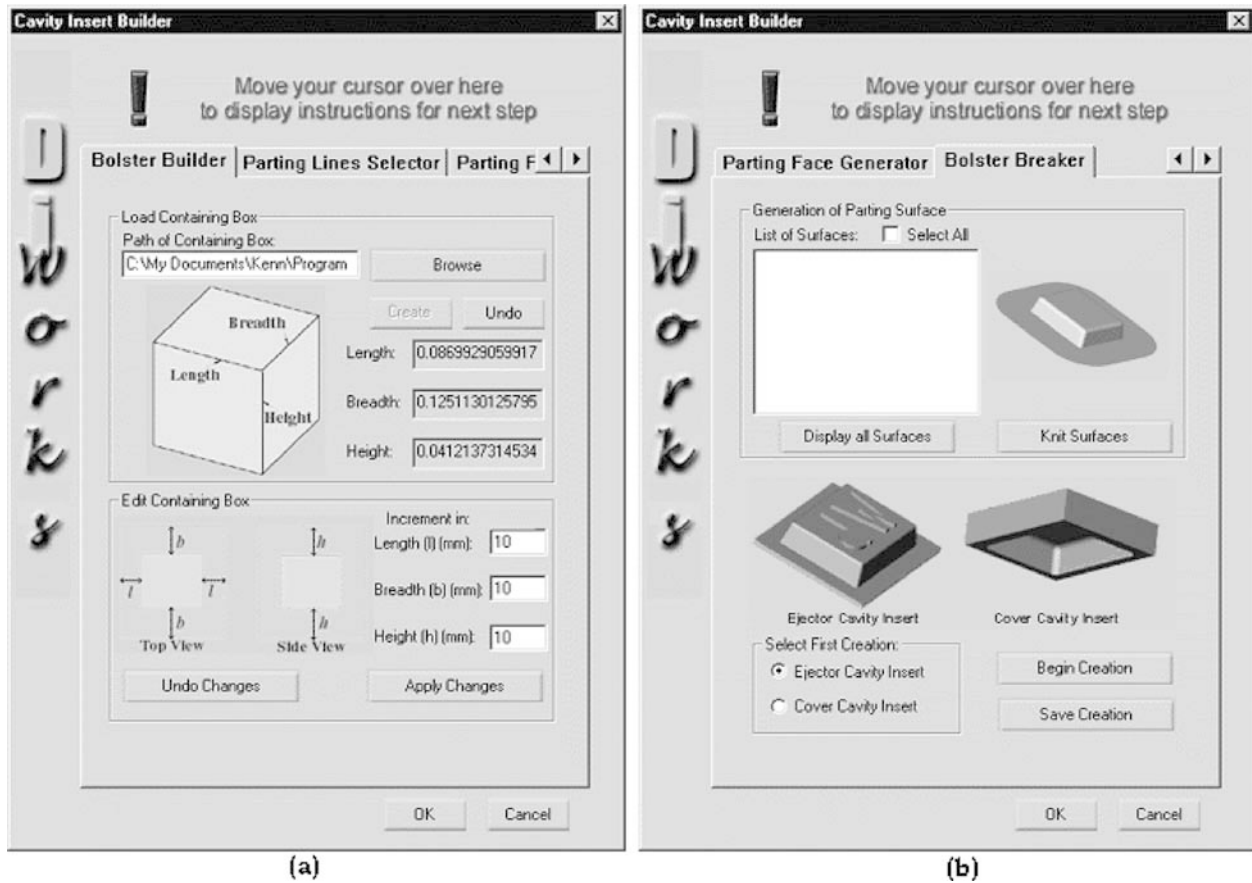 Cavity Insert Builder
Move your cursor over here
to display instructions for next step
DiWorks
Bolster Builder
Parting Lines Selector
Parting F
Load Containing Box
Path of Containing Box:
C:\My Documents\Kenn\Program
Browse
Create
Undo
Breadth
Length
Height
Length:
0.0869929059917
Breadth:
0.1251130125795
Height:
0.0412137314534
Edit Containing Box
b
l
l
b
Top View
h
h
Side View
Increment in:
Length (l) (mm):
10
Breadth (b) (mm):
10
Height (h) (mm):
10
Undo Changes
Apply Changes
OK
Cancel
(a)
Cavity Insert Builder
Move your cursor over here
to display instructions for next step
DiWorks
Parting Face Generator
Bolster Breaker
Generation of Parting Surface
List of Surfaces:
Select All
Display all Surfaces
Knit Surfaces
Ejector Cavity Insert
Cover Cavity Insert
Select First Creation:
Ejector Cavity Insert
Cover Cavity Insert
Begin Creation
Save Creation
OK
Cancel
(b)